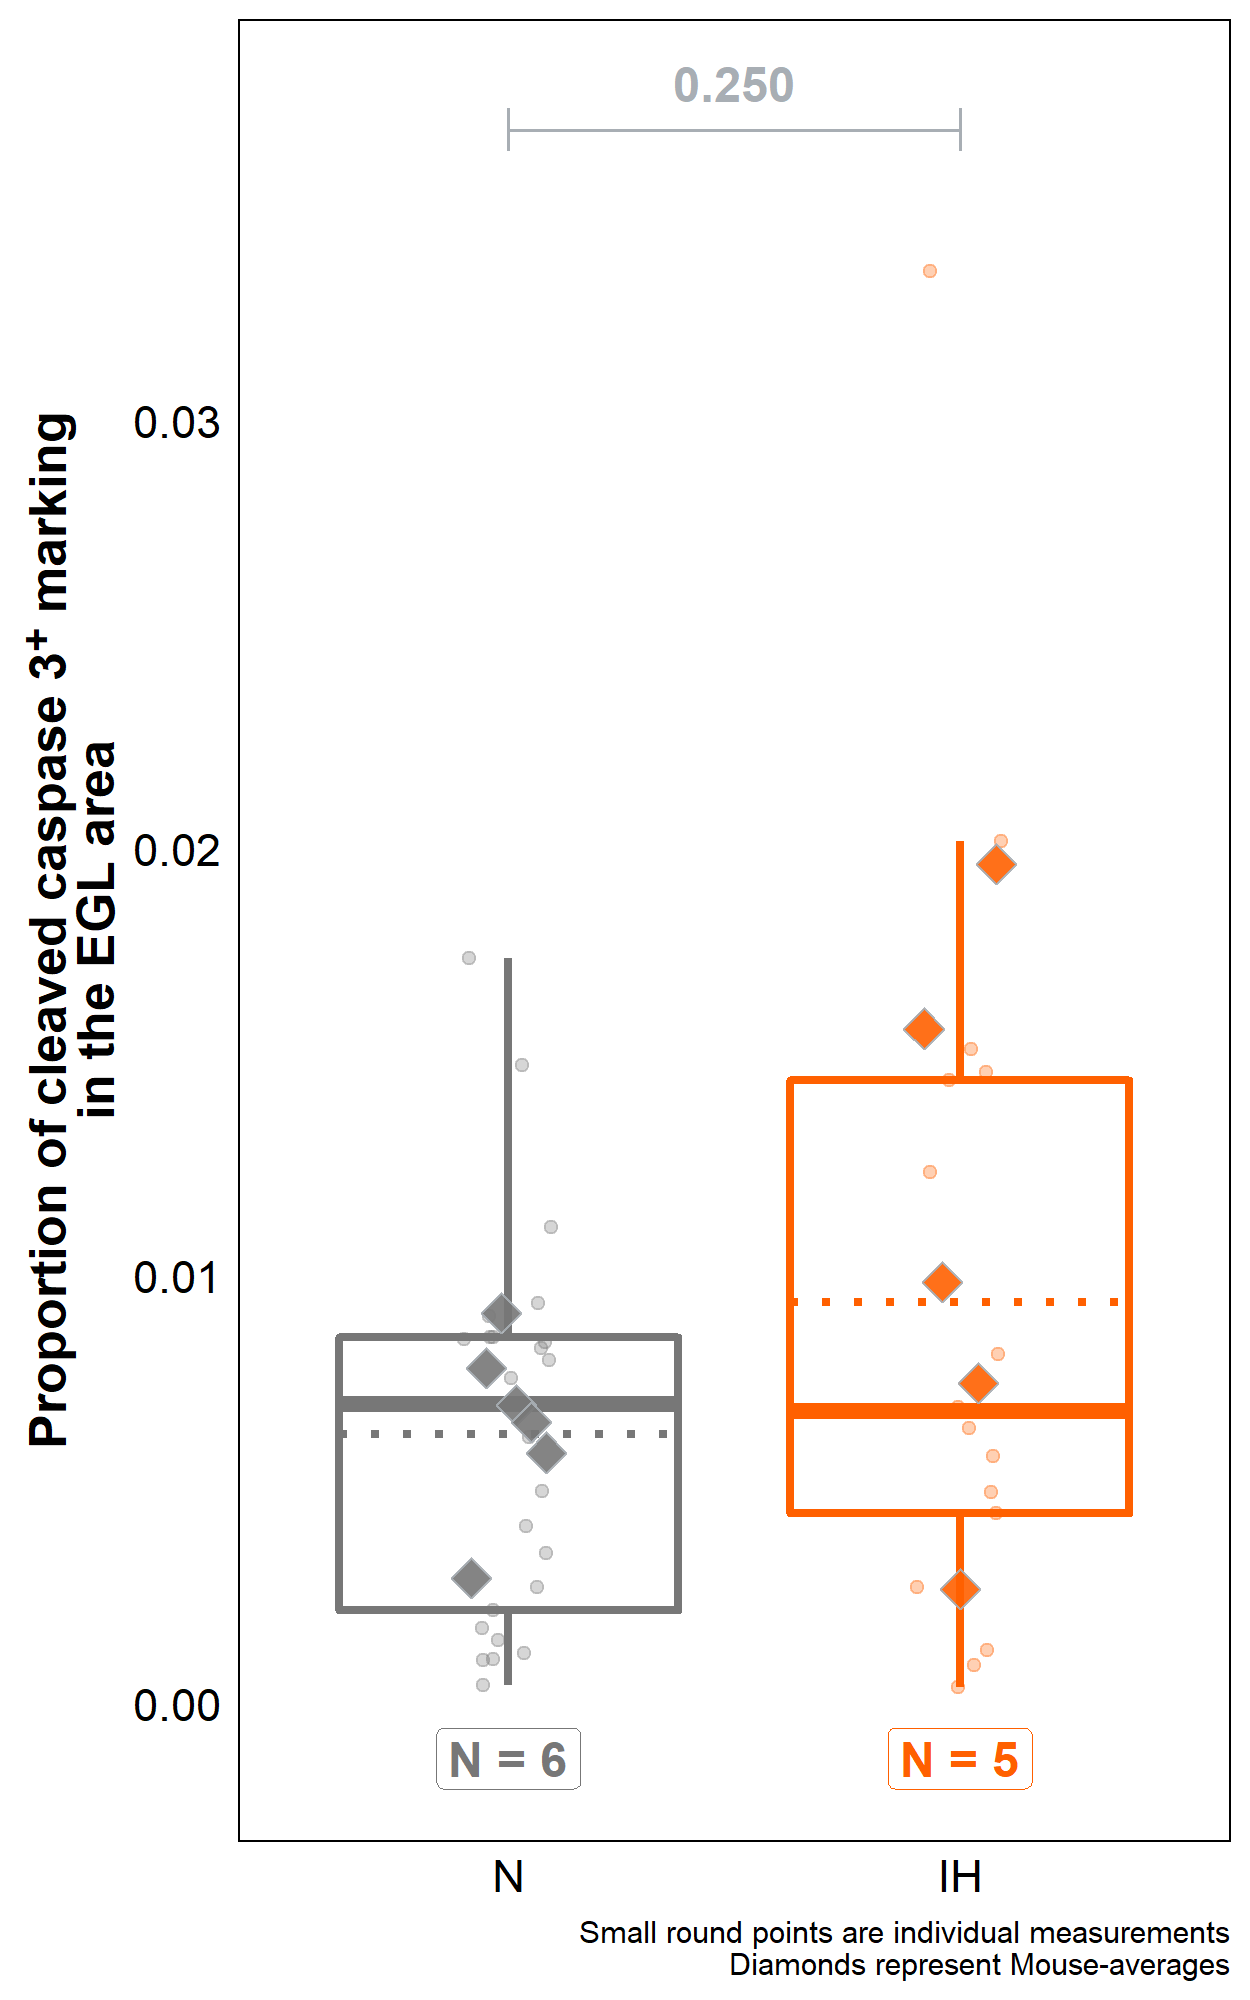 0.250
Proportion of cleaved caspase 3⁺ marking
in the EGL area
0.03
0.02
0.01
0.00
N = 6
N = 5
N
IH
Small round points are individual measurements
Diamonds represent Mouse-averages